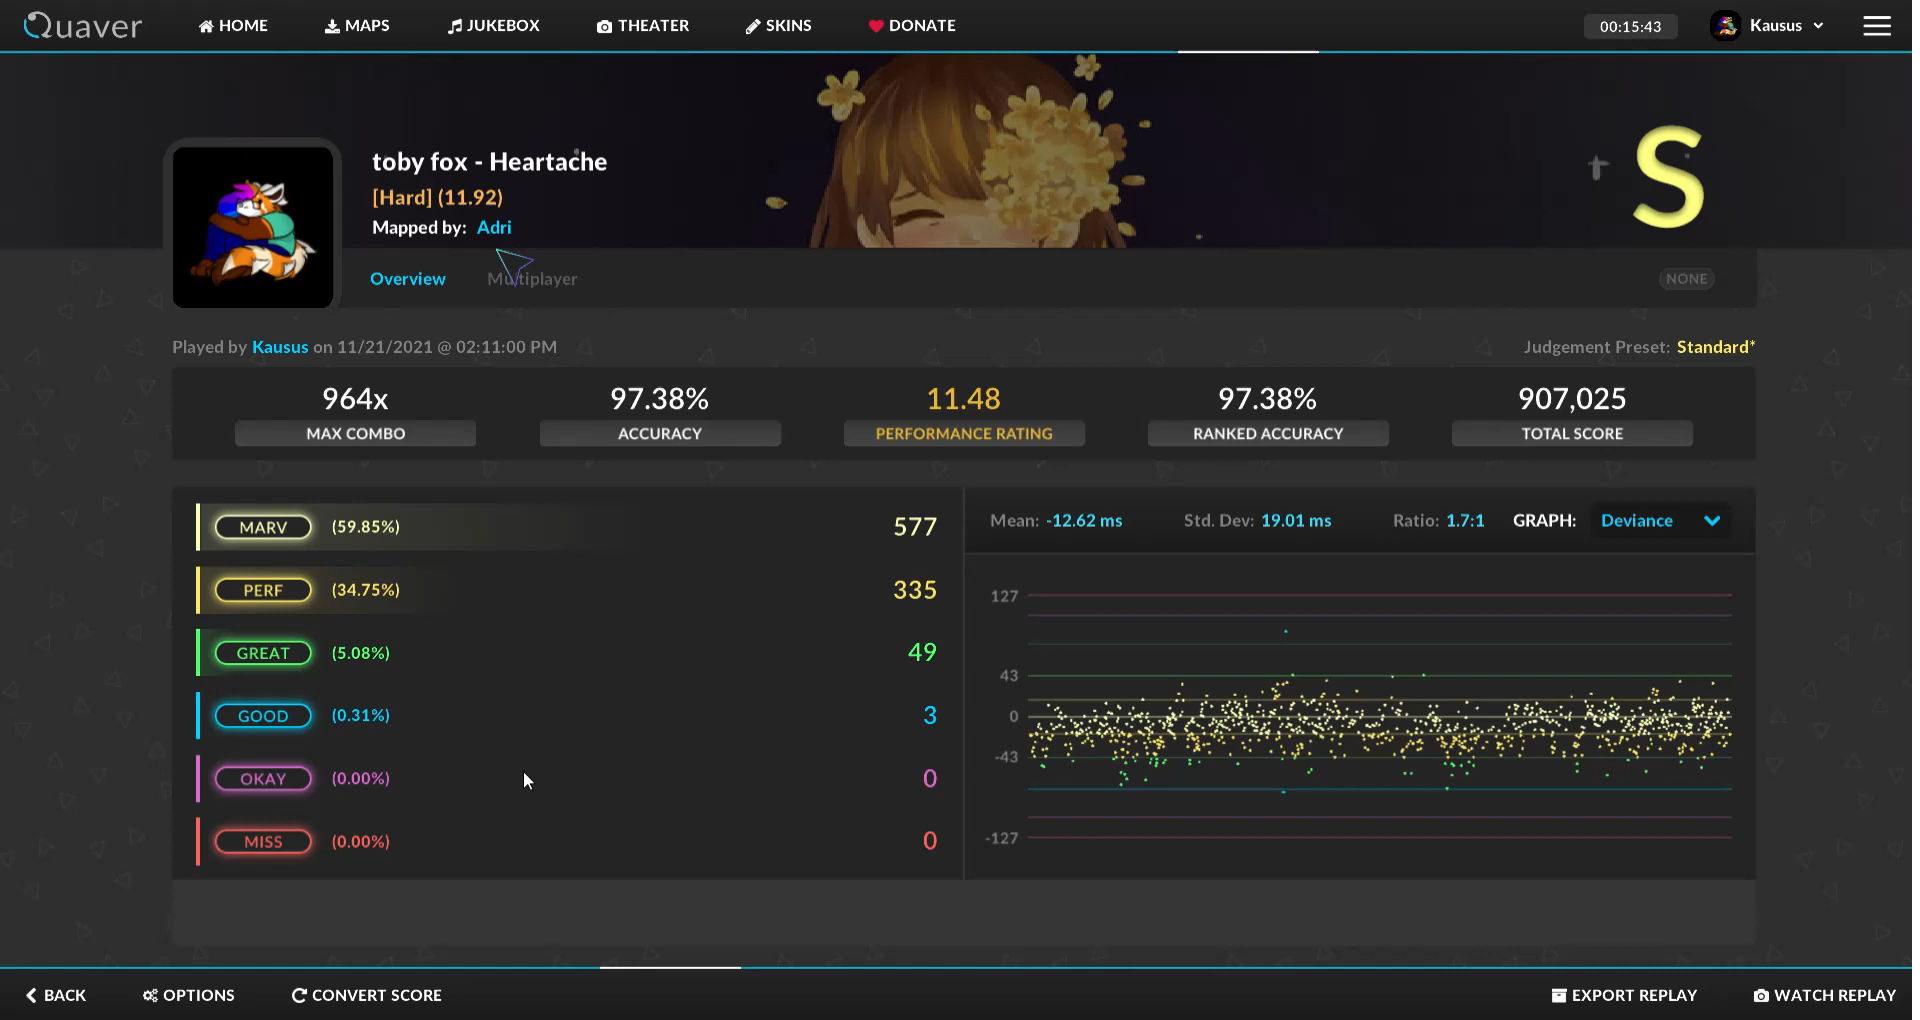 Quaver HOME MAPS JUKEBOX THEATER SKINS DONATE 00:15:43 Kausus
toby fox - Heartache
[Hard] (11.92)
Mapped by: Adri
S
Overview Multiplayer NONE
Played by Kausus on 11/21/2021 @ 02:11:00 PM Judgement Preset: Standard*
964x 97.38% 11.48 97.38% 907,025
MAX COMBO ACCURACY PERFORMANCE RATING RANKED ACCURACY TOTAL SCORE
MARV (59.85%) 577
PERF (34.75%) 335
GREAT (5.08%) 49
GOOD (0.31%) 3
OKAY (0.00%) 0
MISS (0.00%) 0
Mean: -12.62 ms Std. Dev: 19.01 ms Ratio: 1.7:1 GRAPH: Deviance
127
43
0
-43
-127
BACK OPTIONS CONVERT SCORE EXPORT REPLAY WATCH REPLAY